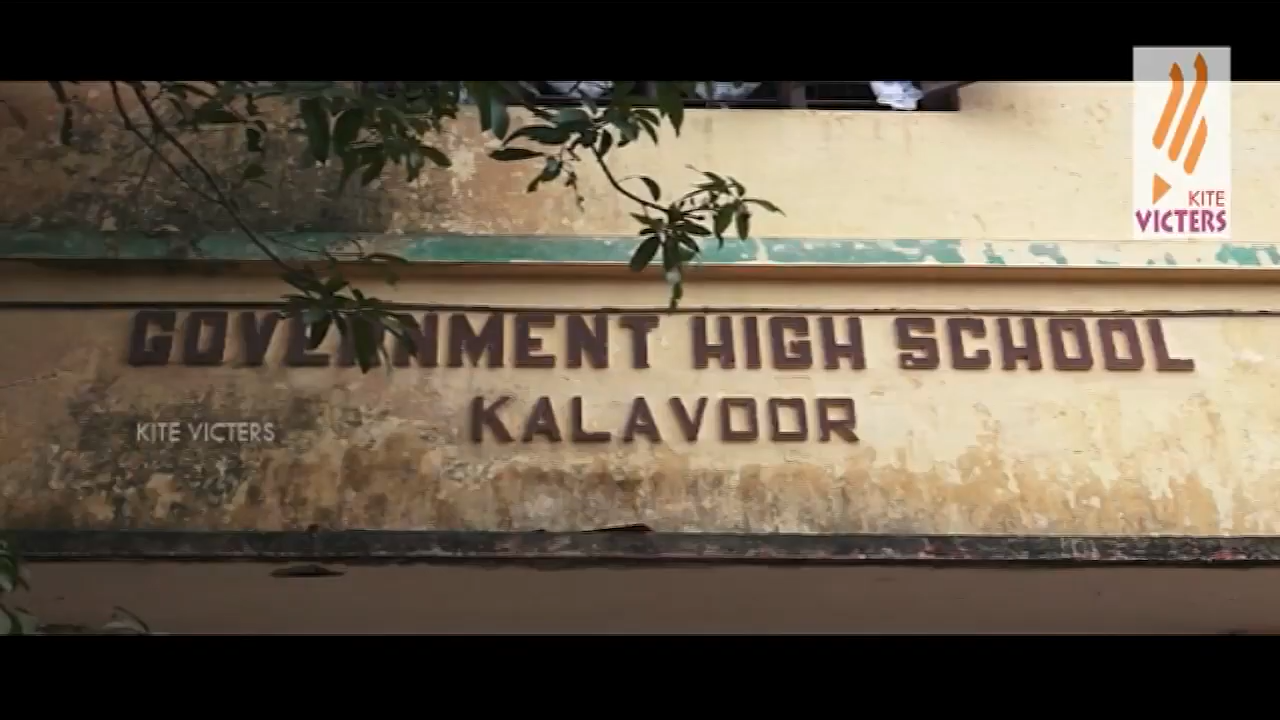 KITE
VICTERS
GOVERNMENT HIGH SCHOOL
KALAVOOR
KITE VICTERS